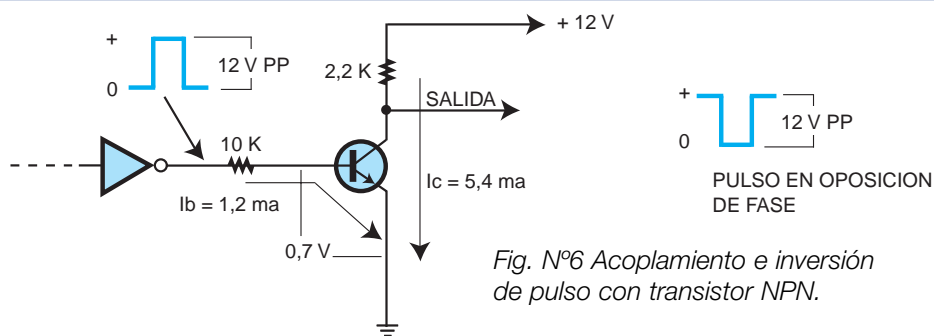 + 12 V
+
12 V PP
0
2,2 K
SALIDA
+
12 V PP
0
10 K
Ib = 1,2 ma
Ic = 5,4 ma
PULSO EN OPOSICION
DE FASE
0,7 V
Fig. Nº6 Acoplamiento e inversión
de pulso con transistor NPN.